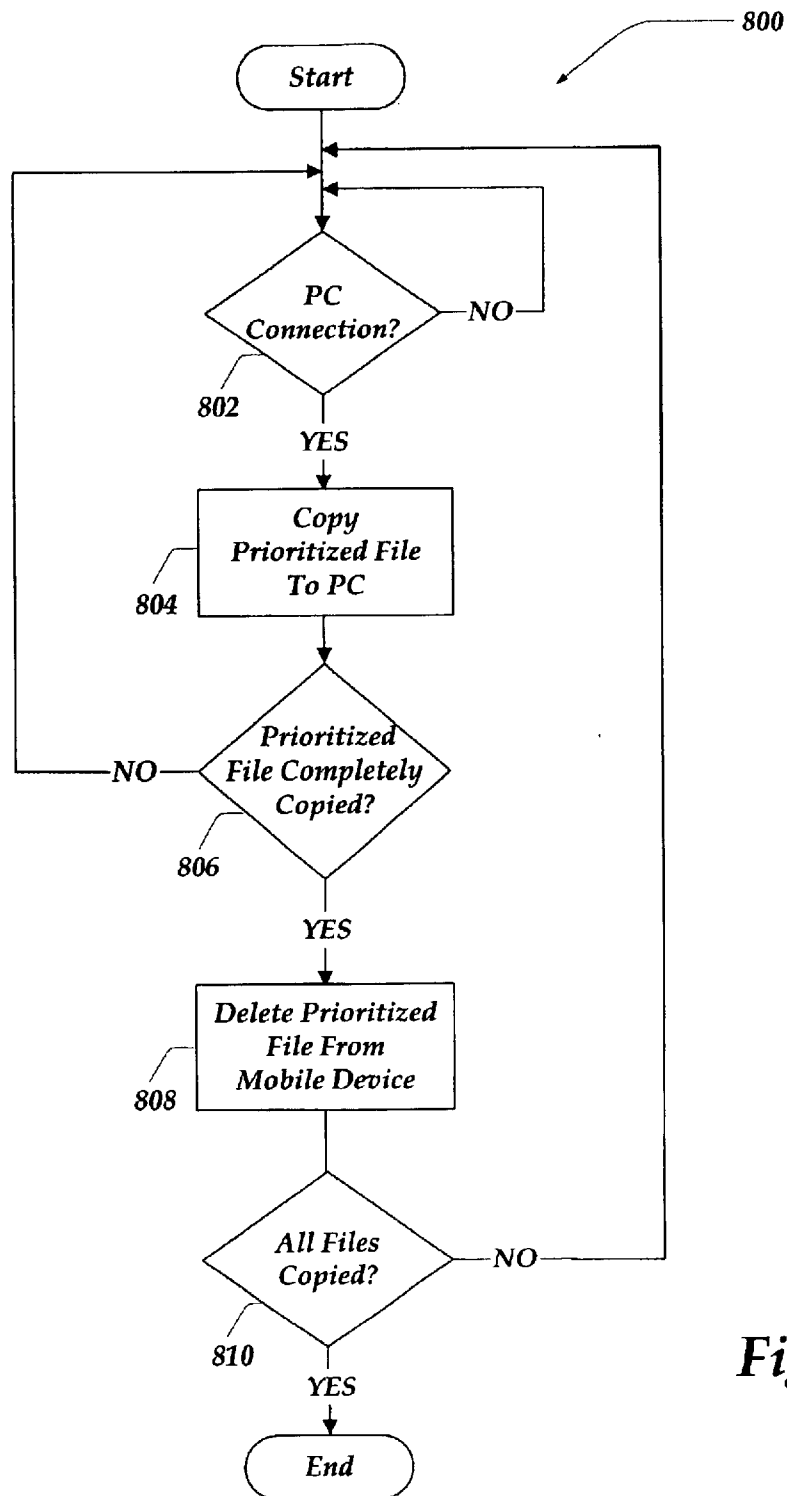 800
Start
PC
Connection?
NO
802
YES
Copy
Prioritized File
To PC
804
Prioritized
File Completely
Copied?
NO
806
YES
Delete Prioritized
File From
Mobile Device
808
All Files
Copied?
NO
810
YES
End